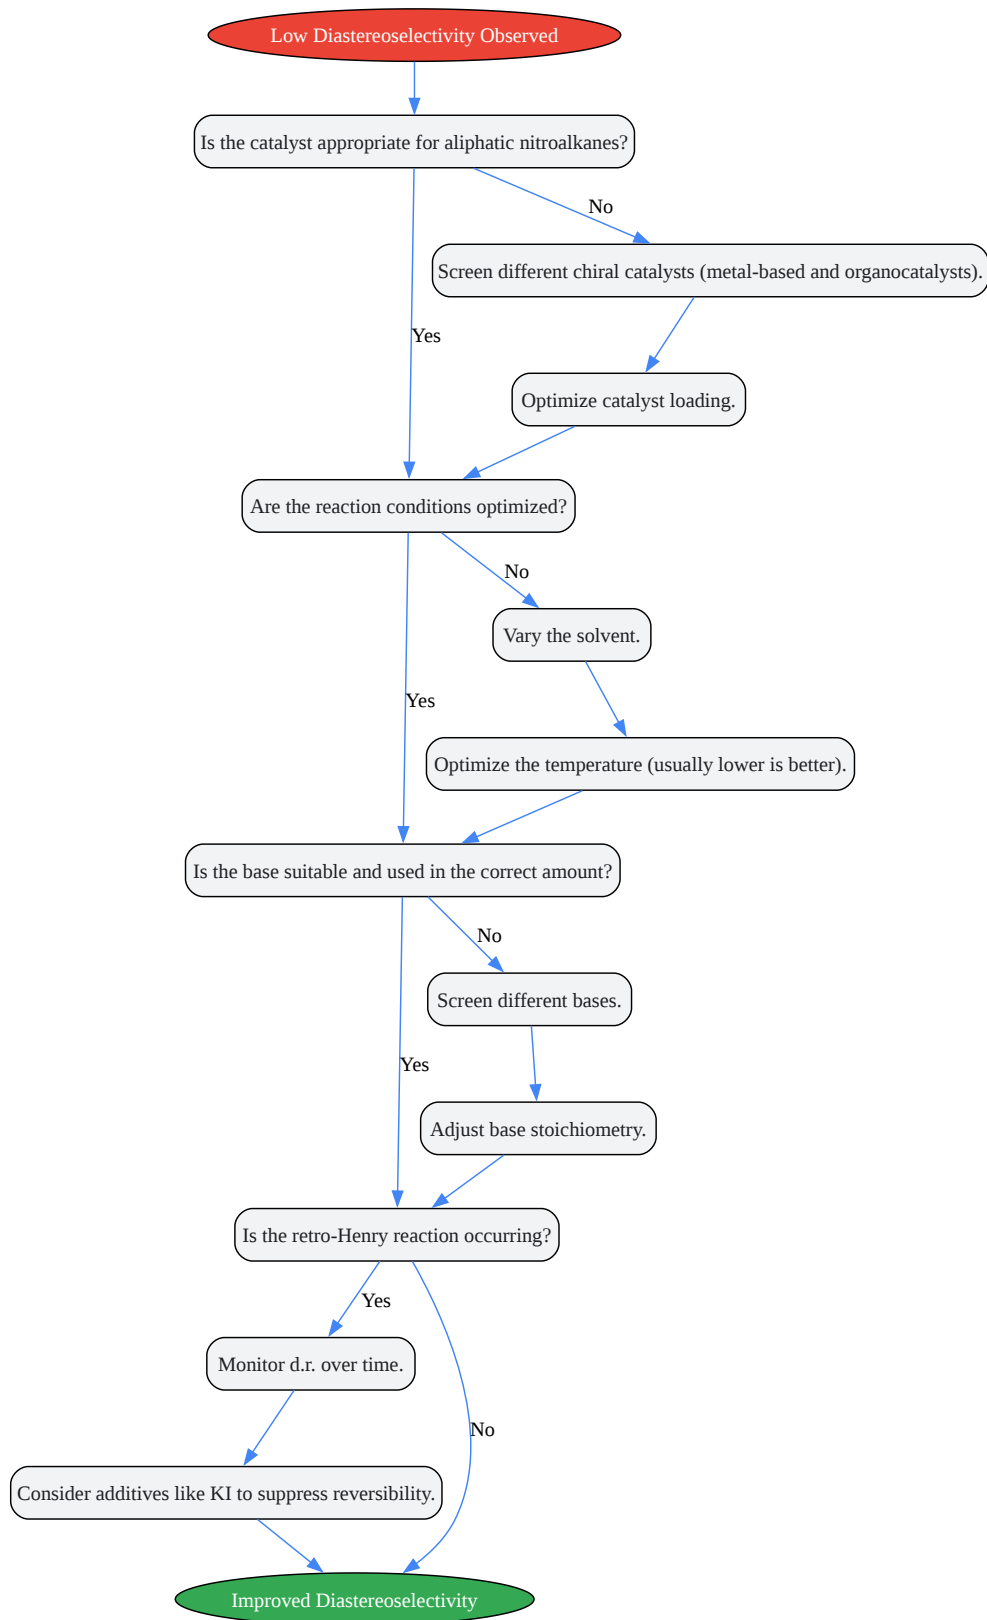 Low Diastereoselectivity Observed
Is the catalyst appropriate for aliphatic nitroalkanes?
No
Screen different chiral catalysts (metal-based and organocatalysts).
Yes
Optimize catalyst loading.
Are the reaction conditions optimized?
No
Vary the solvent.
Yes
Optimize the temperature (usually lower is better).
Is the base suitable and used in the correct amount?
No
Screen different bases.
Yes
Adjust base stoichiometry.
Is the retro-Henry reaction occurring?
Yes
Monitor d.r. over time.
No
Consider additives like KI to suppress reversibility.
Improved Diastereoselectivity